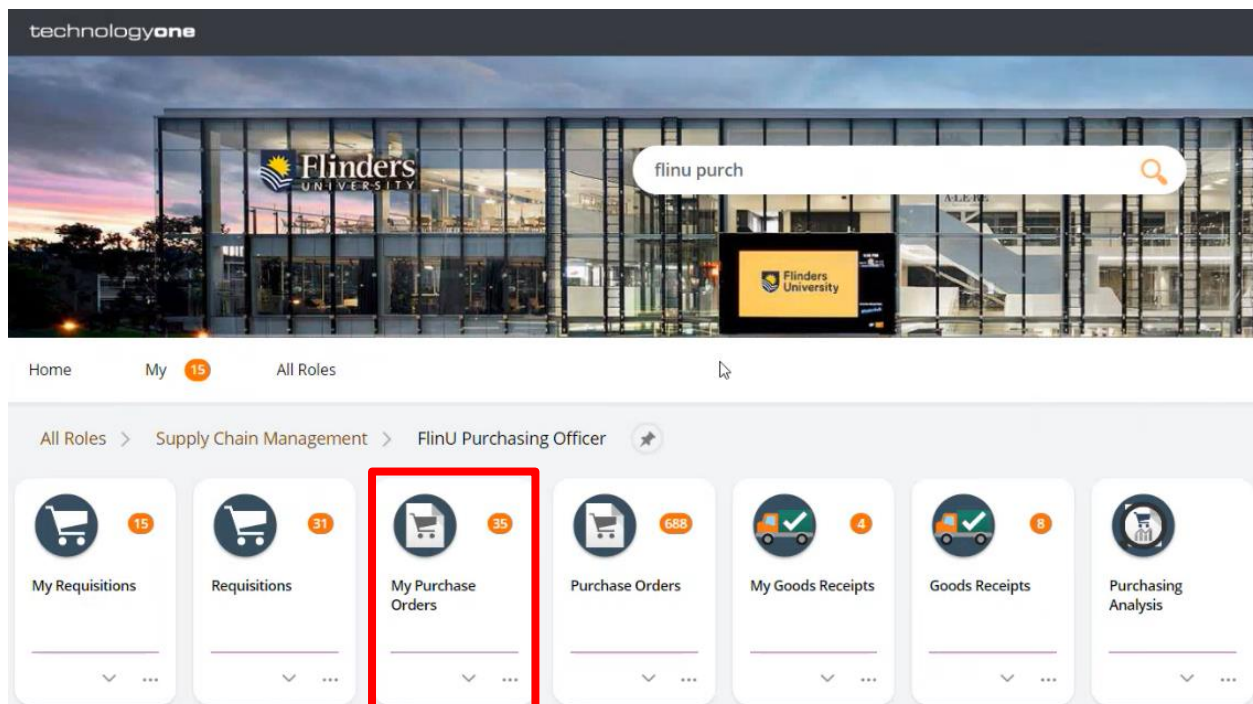 technologyone
Flinders
UNIVERSITY
flinu purch
Flinders
University
Home My 15 All Roles
All Roles > Supply Chain Management > FlinU Purchasing Officer
15
31
35
688
4
8
My Requisitions
Requisitions
My Purchase
Orders
Purchase Orders
My Goods Receipts
Goods Receipts
Purchasing
Analysis